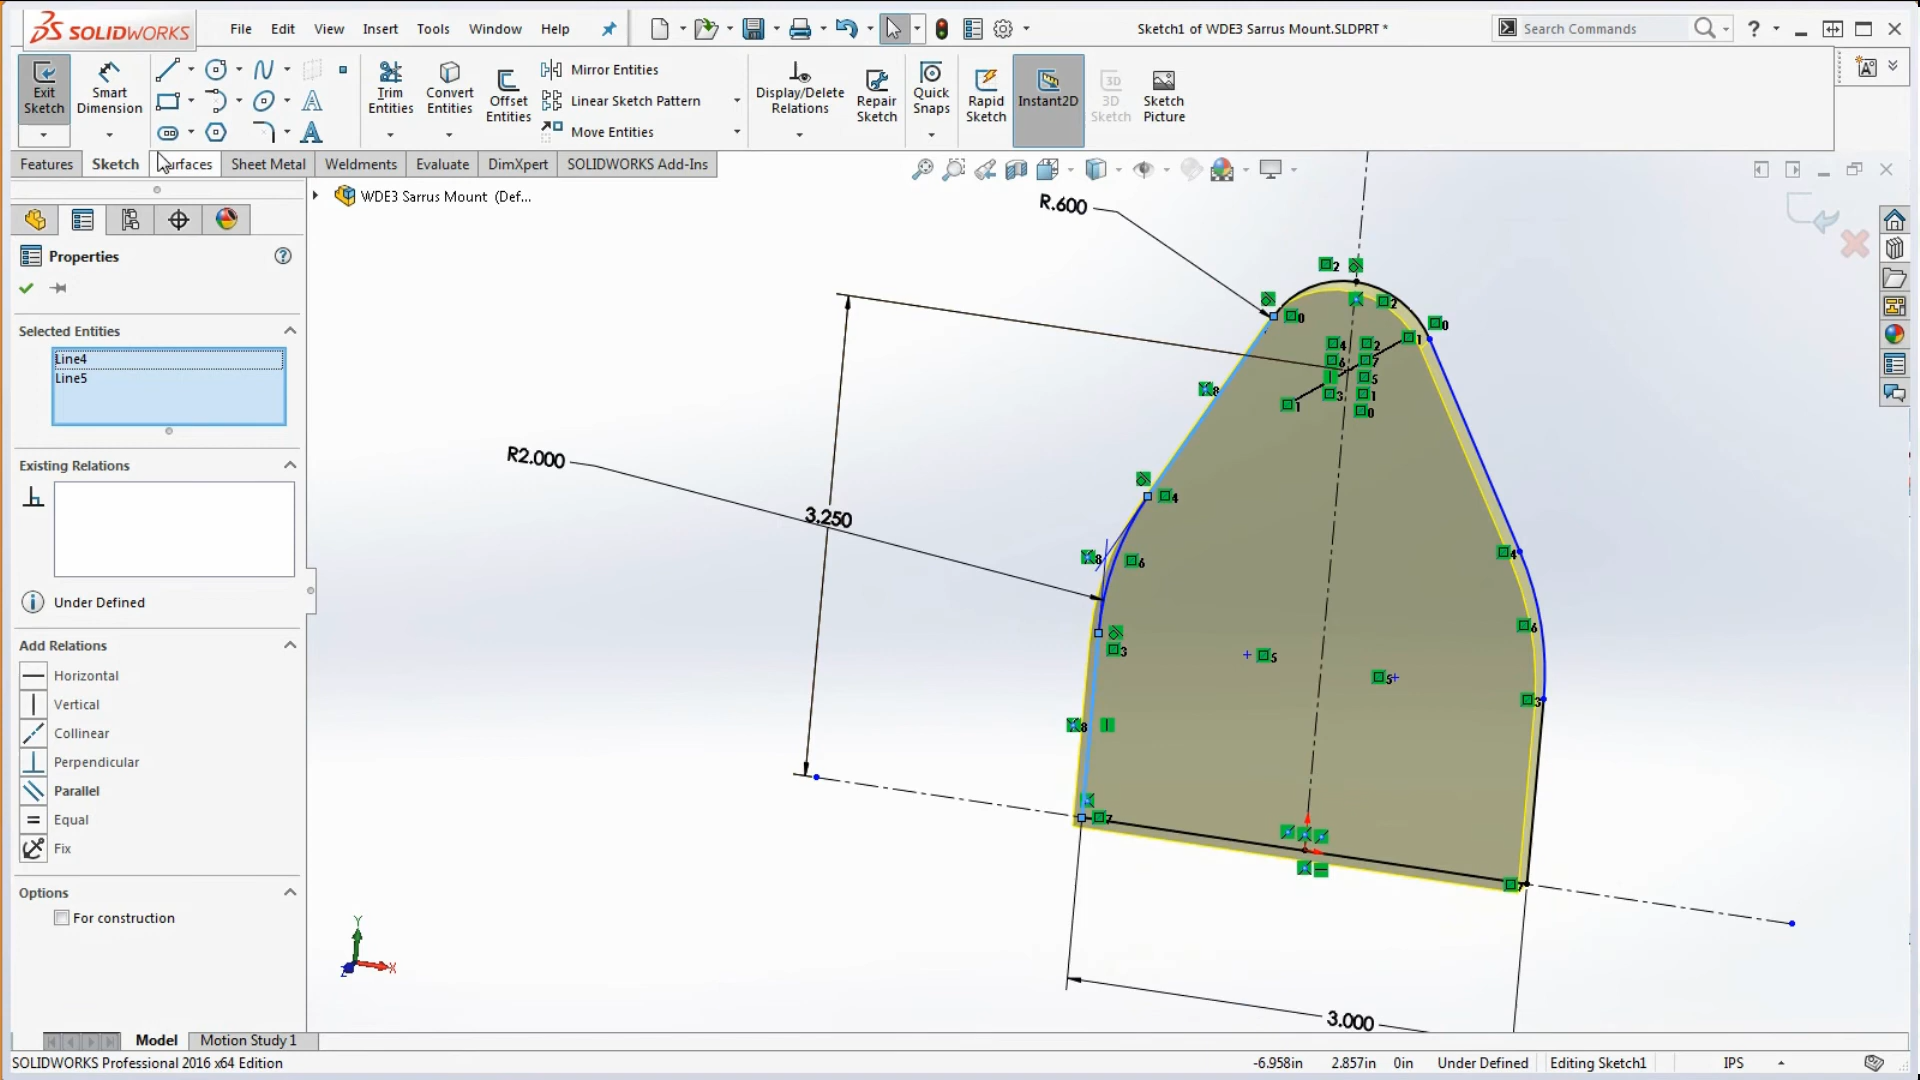 SOLIDWORKS
File Edit View Insert Tools Window Help
Sketch1 of WDE3 Sarrus Mount.SLDPRT *
Search Commands
Exit Sketch
Smart Dimension
Trim Entities
Convert Entities
Offset Entities
Mirror Entities
Linear Sketch Pattern
Move Entities
Display/Delete Relations
Repair Sketch
Quick Snaps
Rapid Sketch
Instant2D
3D Sketch
Sketch Picture
Features Sketch urfaces Sheet Metal Weldments Evaluate DimXpert SOLIDWORKS Add-Ins
WDE3 Sarrus Mount (Def...
Properties
Selected Entities
Line4
Line5
Existing Relations
Under Defined
Add Relations
Horizontal
Vertical
Collinear
Perpendicular
Parallel
Equal
Fix
Options
For construction
R.600
R2.000
3.250
3.000
Y
X
Z
Model Motion Study 1
SOLIDWORKS Professional 2016 x64 Edition
-6.958in 2.857in 0in Under Defined Editing Sketch1 IPS